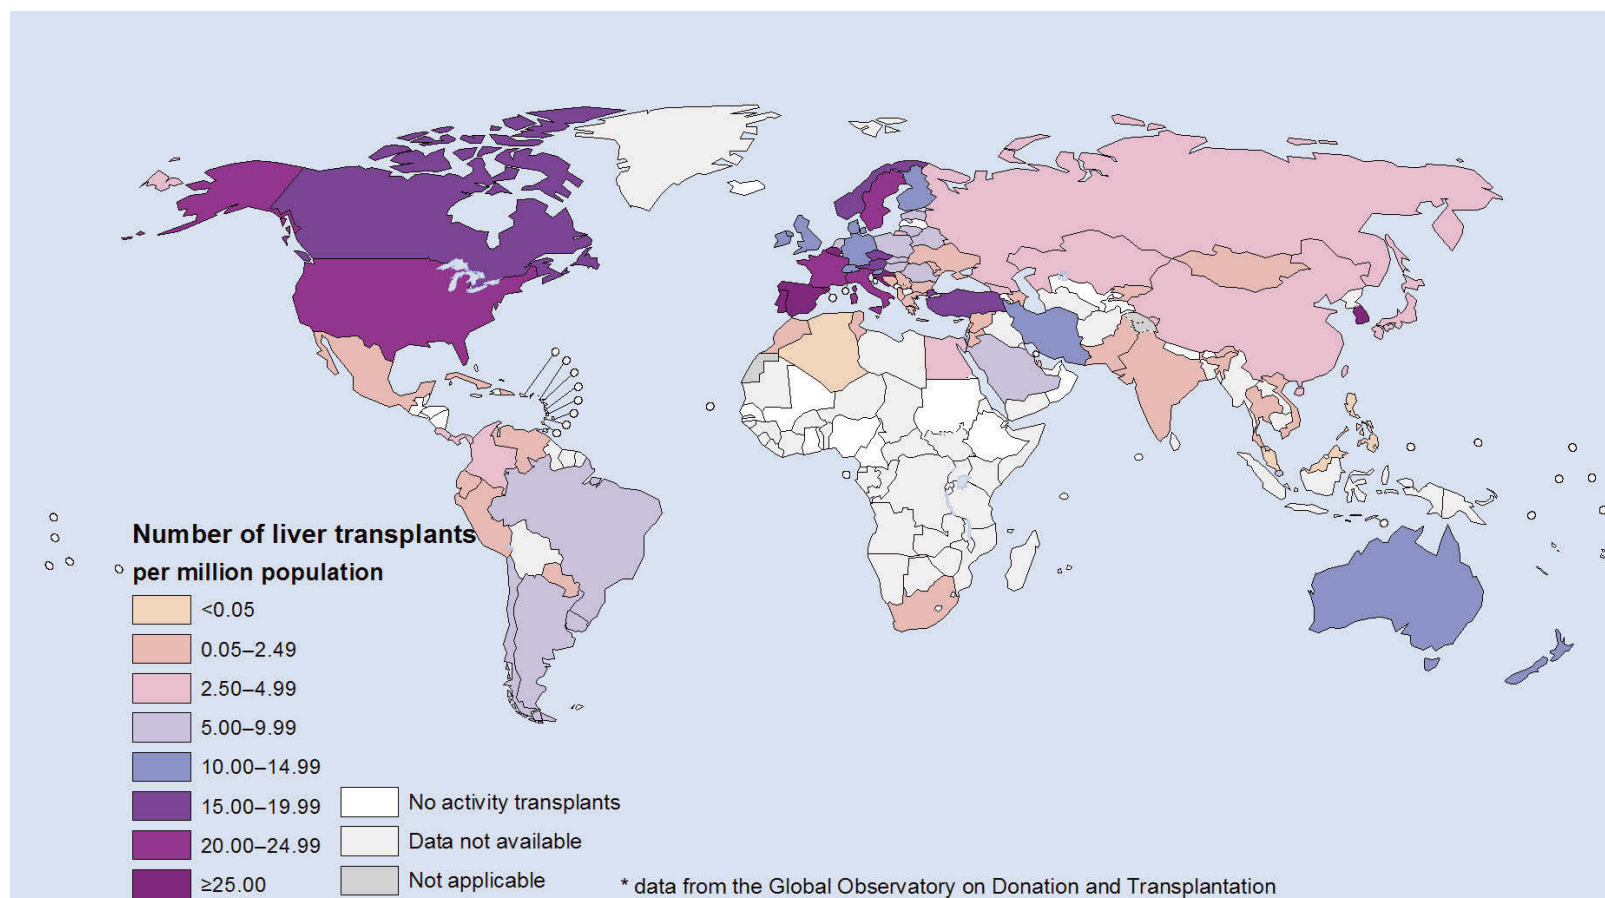 Number of liver transplants
per million population
<0.05
0.05–2.49
2.50–4.99
5.00–9.99
10.00–14.99
15.00–19.99
20.00–24.99
≥25.00
No activity transplants
Data not available
Not applicable
* data from the Global Observatory on Donation and Transplantation